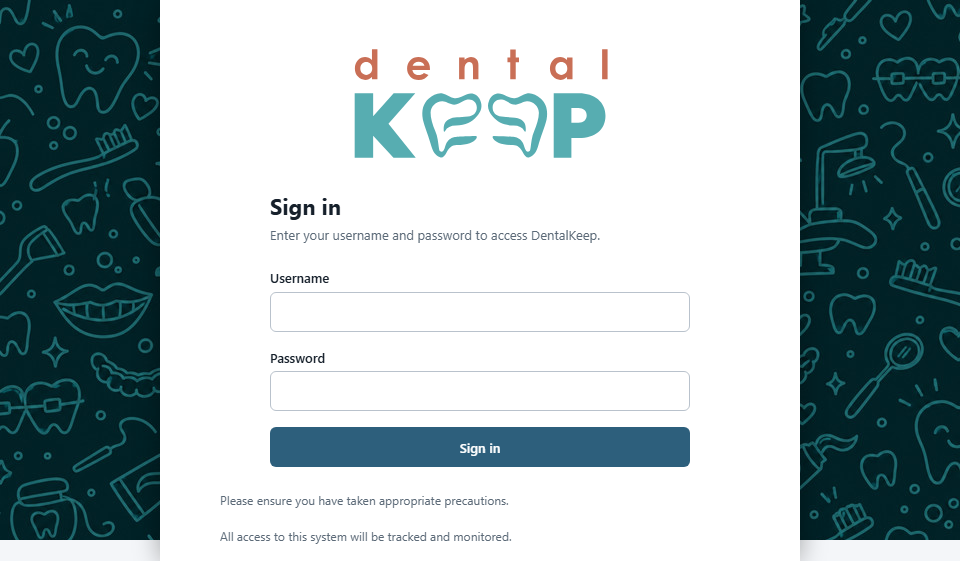 dental
KEEP
Sign in
Enter your username and password to access DentalKeep.
Username
Password
Sign in
Please ensure you have taken appropriate precautions.
All access to this system will be tracked and monitored.